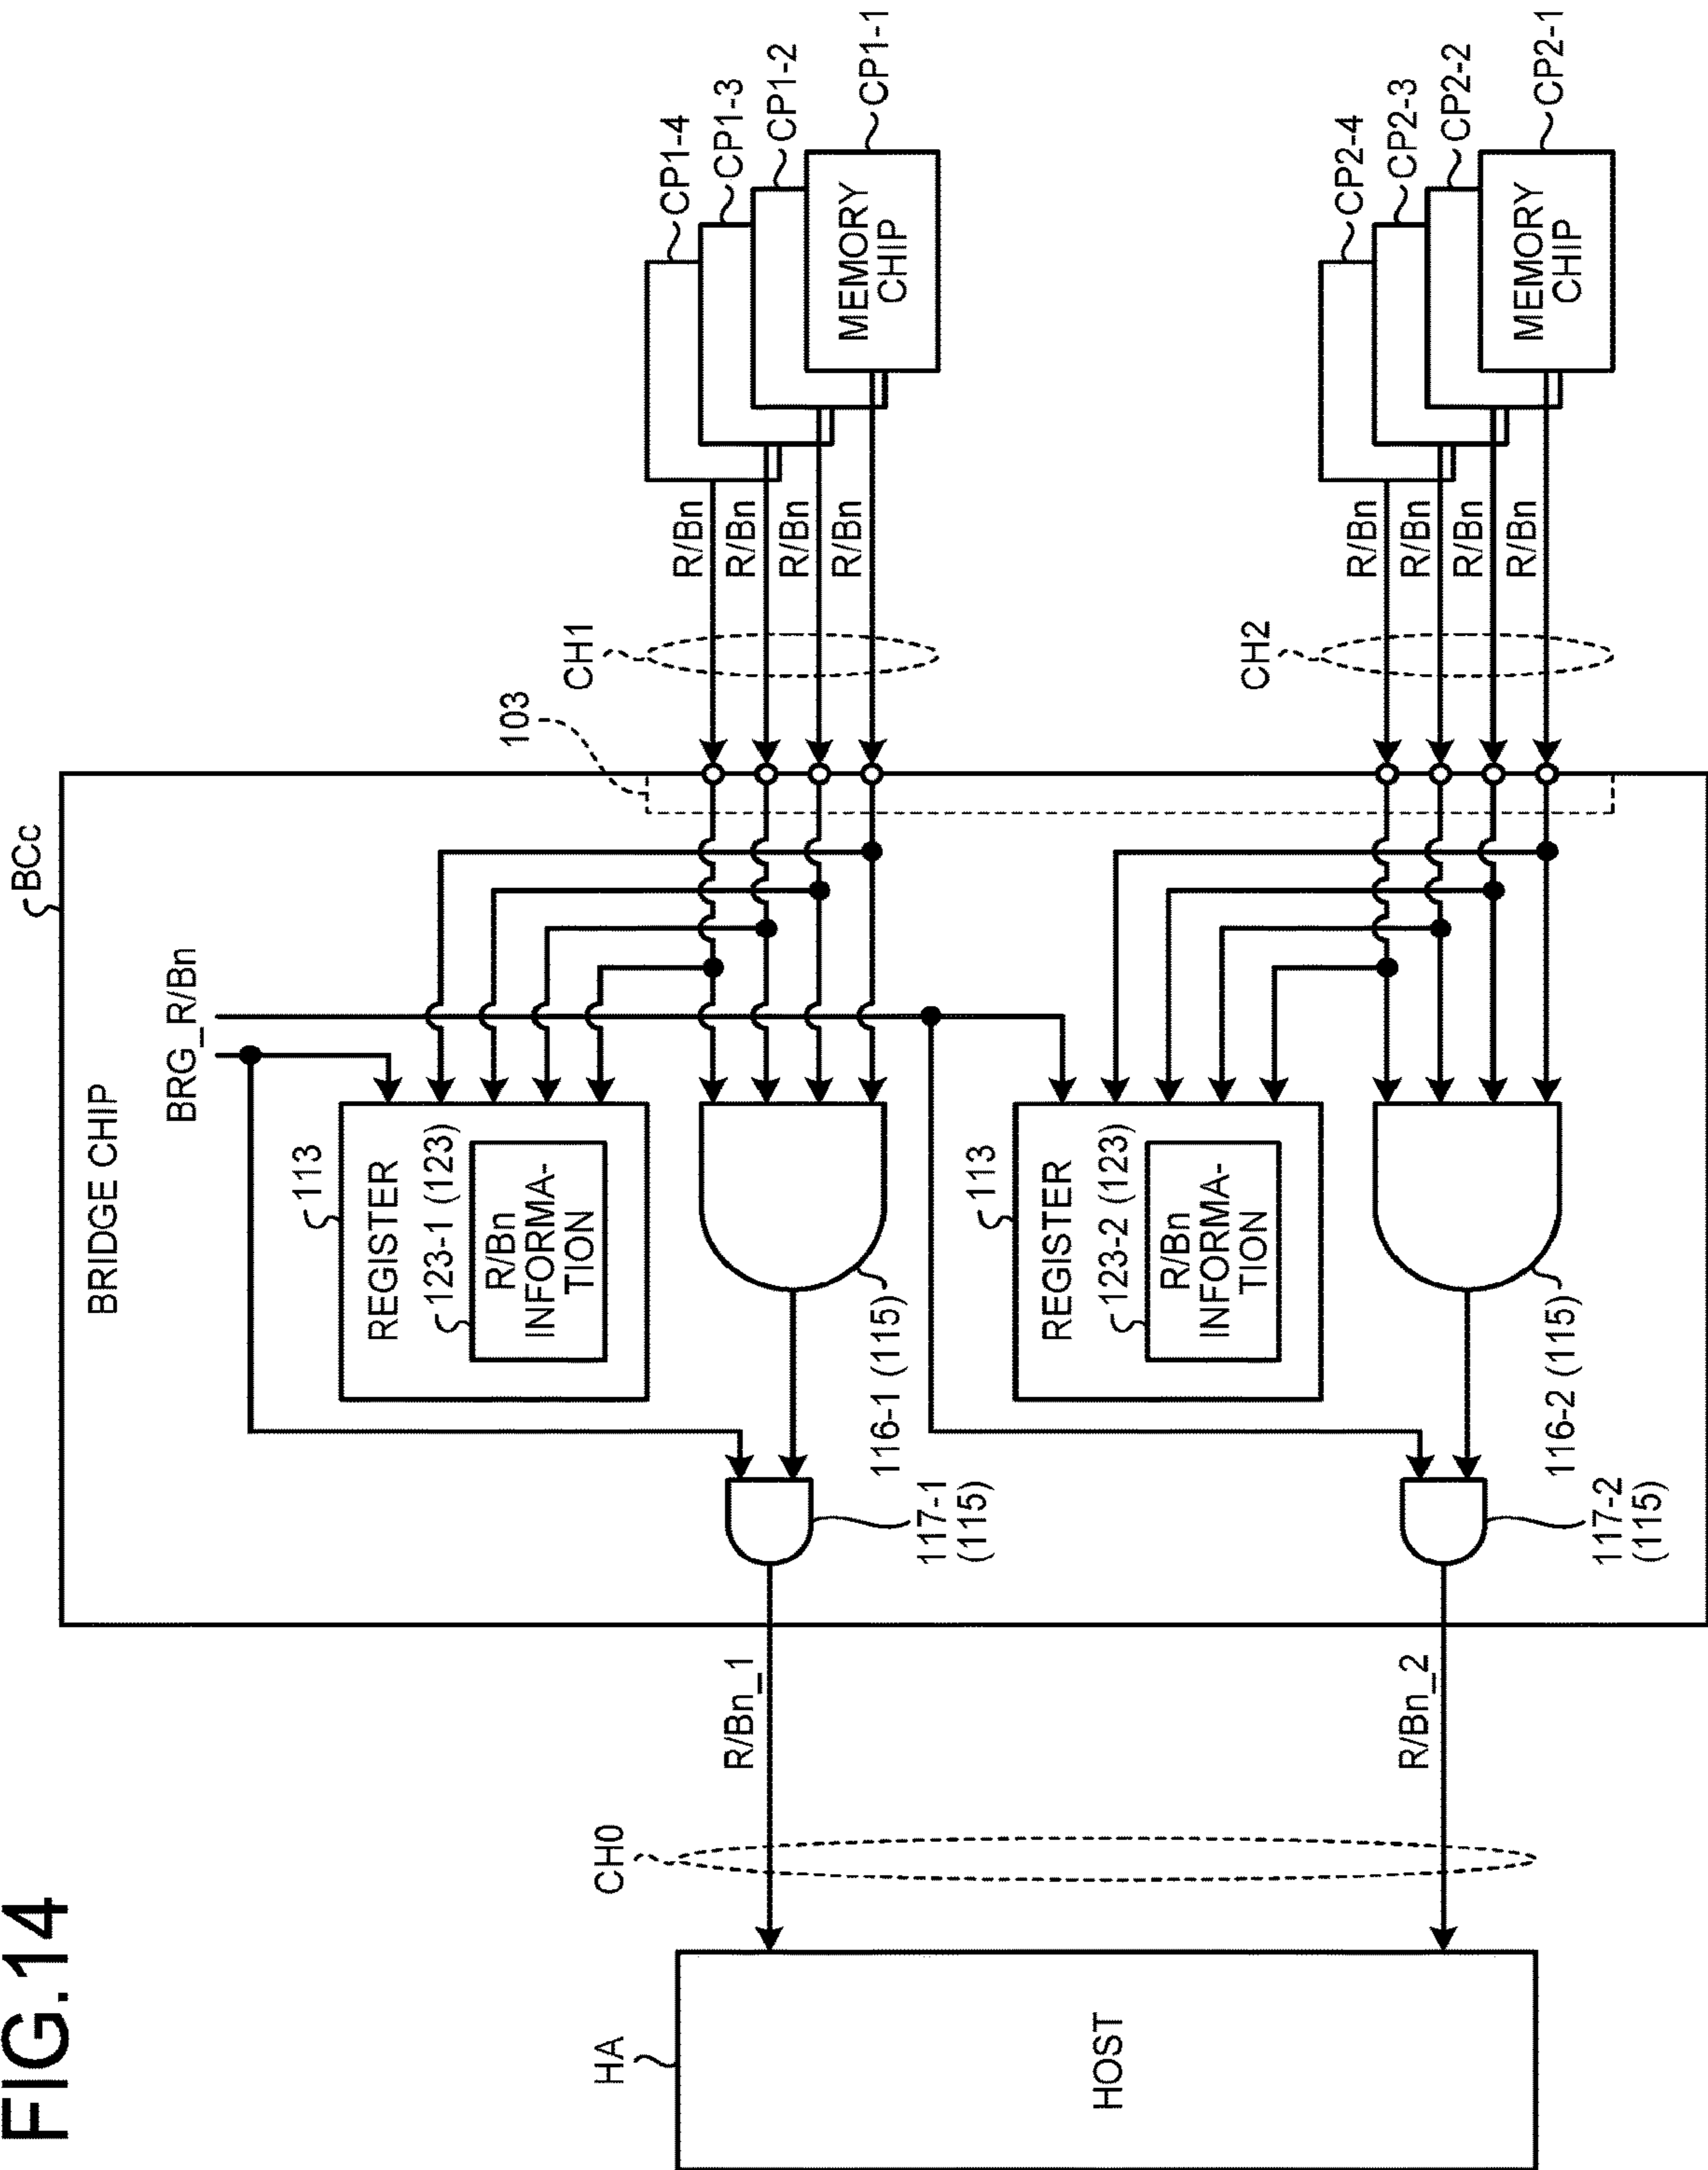 FIG.14
BCc
BRIDGE CHIP
BRG_R/Bn
103
113
REGISTER
123-1 (123)
R/Bn
INFORMA-
TION
116-1 (115)
117-1
(115)
113
REGISTER
123-2 (123)
R/Bn
INFORMA-
TION
116-2 (115)
117-2
(115)
HA
HOST
CH0
R/Bn_1
R/Bn_2
CH1
R/Bn
R/Bn
R/Bn
R/Bn
CP1-4
CP1-3
CP1-2
CP1-1
MEMORY
CHIP
CH2
R/Bn
R/Bn
R/Bn
R/Bn
CP2-4
CP2-3
CP2-2
CP2-1
MEMORY
CHIP